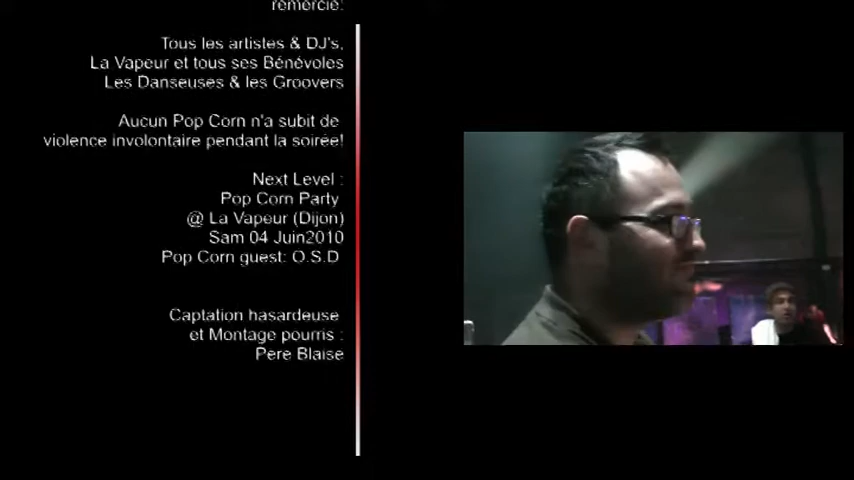 remercie:
Tous les artistes & DJ's,
La Vapeur et tous ses Bénévoles
Les Danseuses & les Groovers
Aucun Pop Corn n'a subit de
violence involontaire pendant la soirée!
Next Level :
Pop Corn Party
@ La Vapeur (Dijon)
Sam 04 Juin2010
Pop Corn guest: O.S.D
Captation hasardeuse
et Montage pourris :
Père Blaise